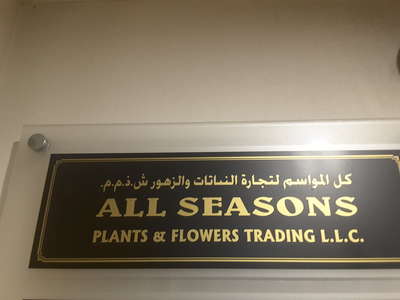 كل المواسم لتجارة النباتات والزهور ش.ذ.م.م.
ALL SEASONS
PLANTS & FLOWERS TRADING L.L.C.